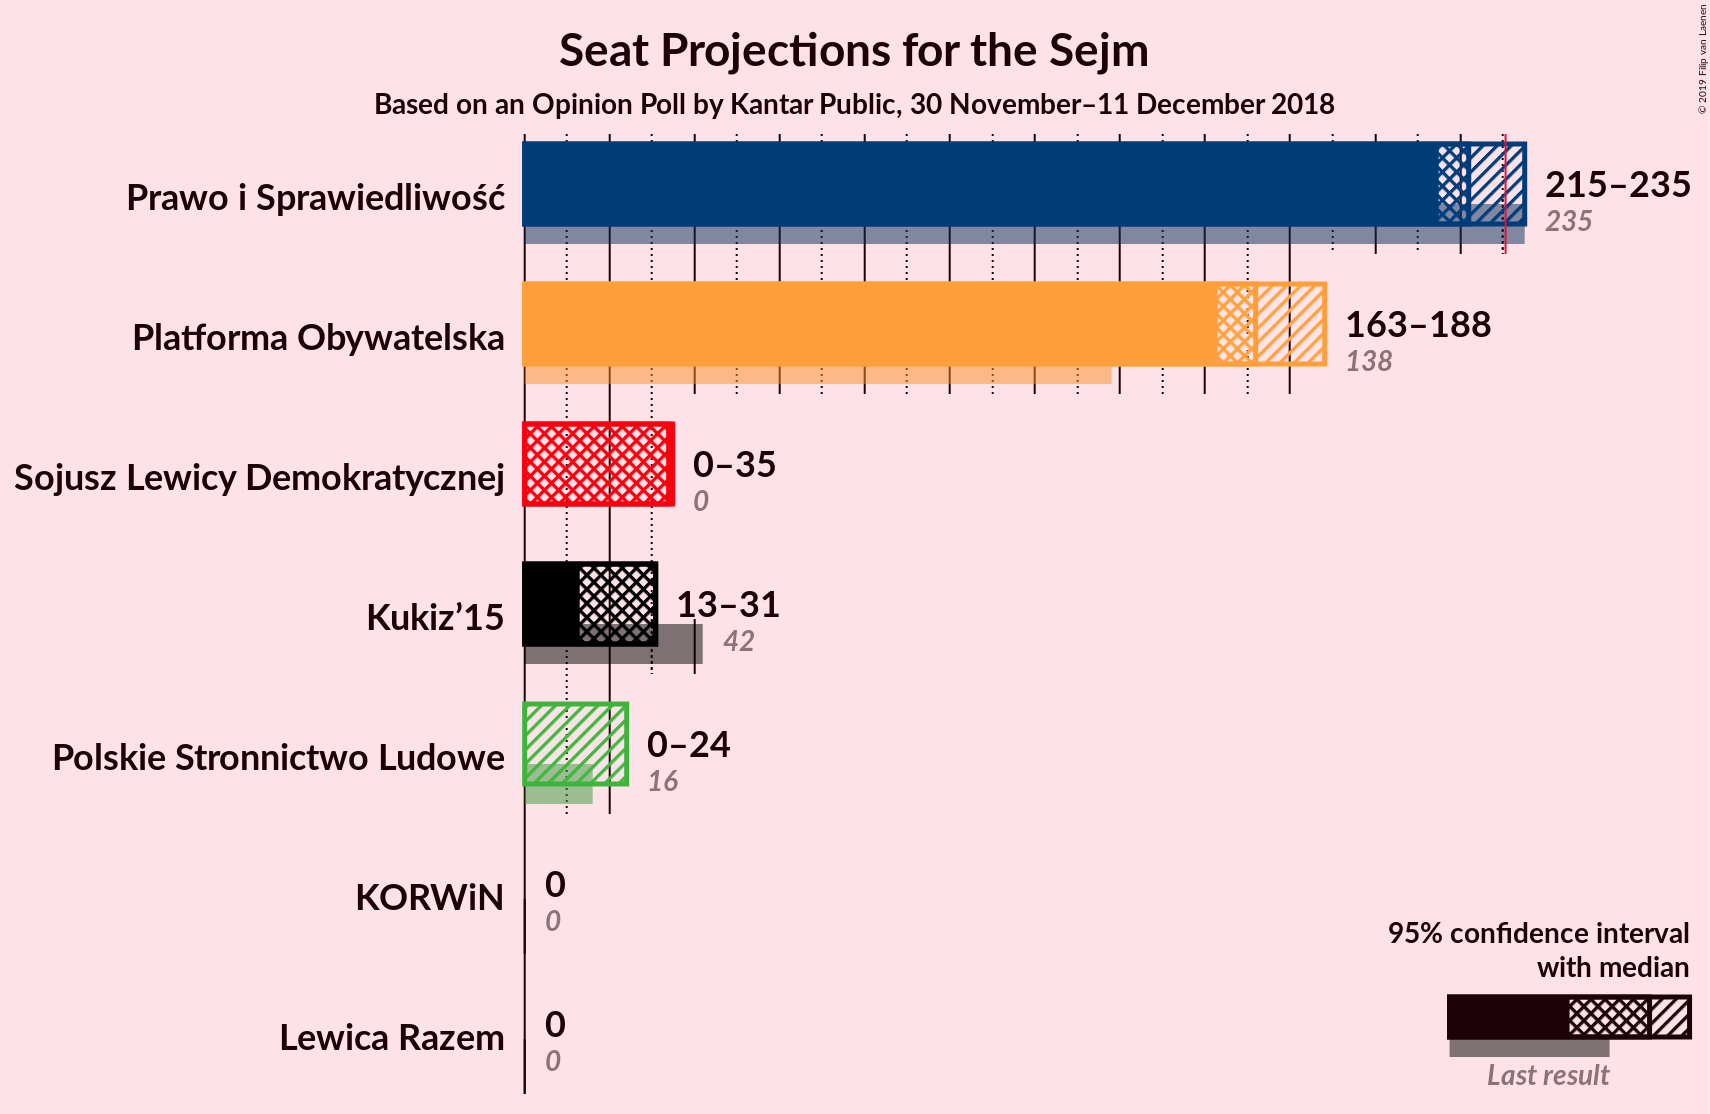 Seat Projections for the Sejm
Based on an Opinion Poll by Kantar Public, 30 November–11 December 2018
© 2019 Filip van Laenen
Prawo i Sprawiedliwość
215–235
235
Platforma Obywatelska
163–188
138
Sojusz Lewicy Demokratycznej
0–35
0
Kukiz’15
13–31
42
Polskie Stronnictwo Ludowe
0–24
16
KORWiN
0
0
Lewica Razem
0
0
95% confidence interval
with median
Last result